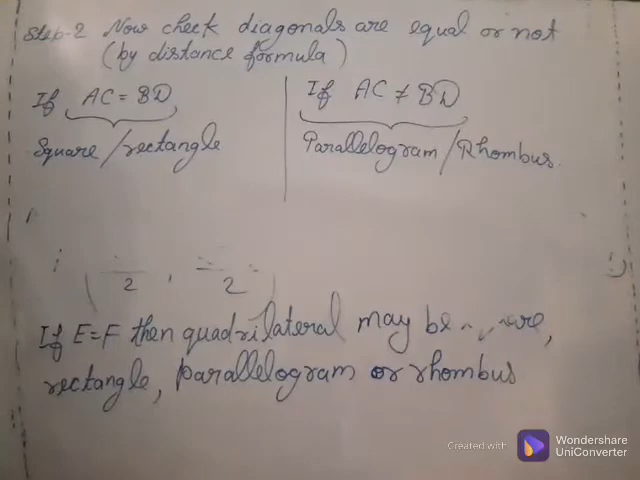 Step-2 Now check diagonals are equal or not
(by distance formula)
If AC = BD
Square/rectangle
If AC ≠ BD
Parallelogram/Rhombus.
2 , 2
If E=F then quadrilateral may be
rectangle, parallelogram or rhombus
Created with Wondershare
UniConverter